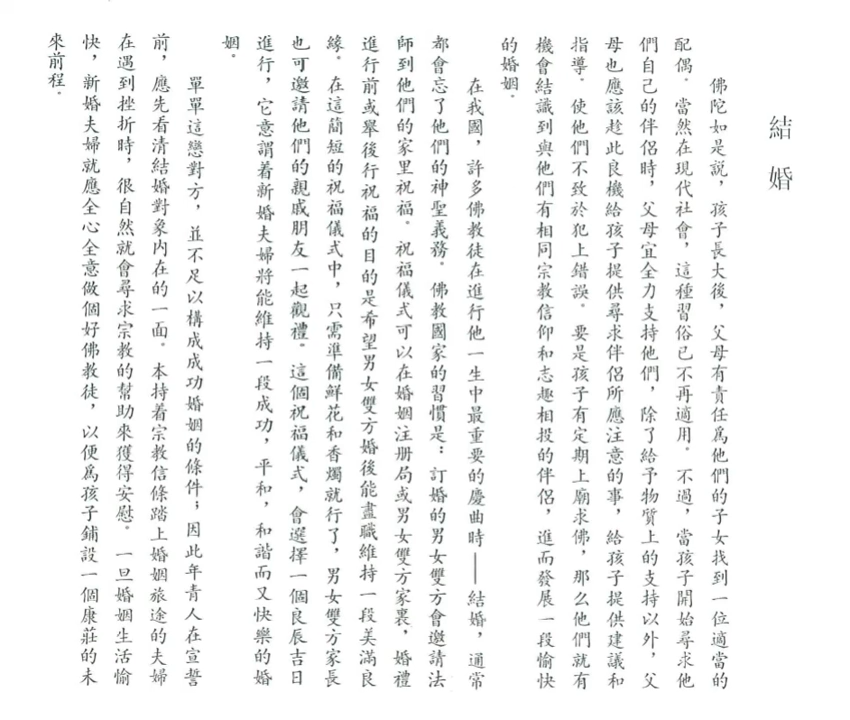 結婚
佛陀如是說，孩子長大後，父母有責任爲他們的子女找到一位適當的
配偶。當然在現代社會，這種習俗已不再適用。不過，當孩子開始尋求他
們自己的伴侶時，父母宜全力支持他們，除了給予物質上的支持以外，父
母也應該趁此良機給孩子提供尋求伴侶所應注意的事，給孩子提供建議和
指導。使他們不致於犯上錯誤。要是孩子有定期上廟求佛，那么他們就有
機會結識到與他們有相同宗教信仰和志趣相投的伴侶，進而發展一段愉快
的婚姻。
在我國，許多佛教徒在進行他一生中最重要的慶曲時——結婚，通常
都會忘了他們的神聖義務。佛教國家的習慣是：訂婚的男女雙方會邀請法
師到他們的家里祝福。祝福儀式可以在婚姻注册局或男女雙方家裏，婚禮
進行前或舉後行祝福的目的是希望男女雙方婚後能盡職維持一段美滿良
緣。在這簡短的祝福儀式中，只需準備鮮花和香燭就行了，男女雙方家長
也可邀請他們的親戚朋友一起觀禮。這個祝福儀式，會選擇一個良辰吉日
進行，它意謂着新婚夫婦將能維持一段成功，平和，和諧而又快樂的婚
姻。
單單這戀對方，並不足以構成成功婚姻的條件；因此年青人在宣誓
前，應先看清結婚對象内在的一面。本持着宗教信條踏上婚姻旅途的夫婦
在遇到挫折時，很自然就會尋求宗教的幫助來獲得安慰。一旦婚姻生活愉
快，新婚夫婦就應全心全意做個好佛教徒，以便爲孩子鋪設一個康莊的未
來前程。